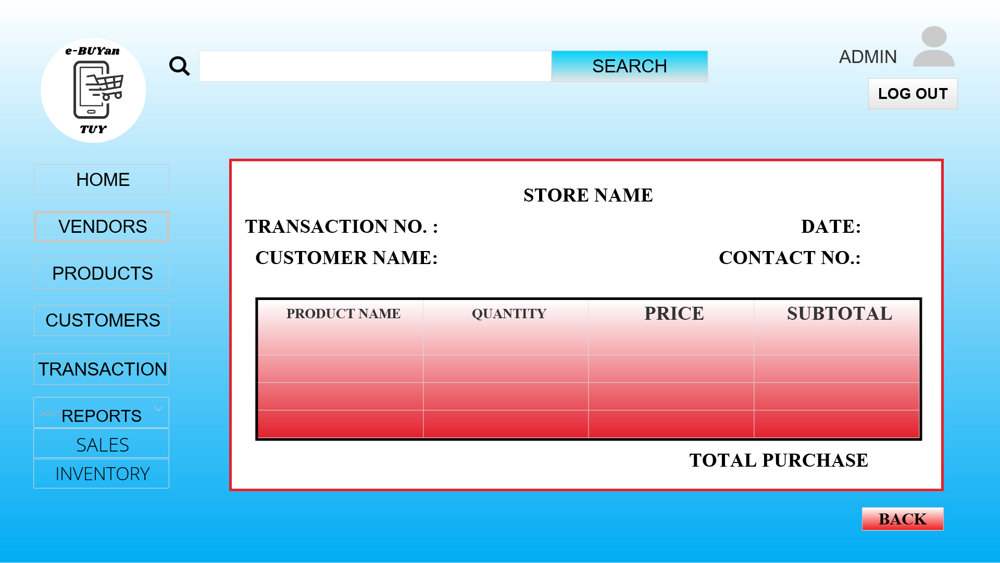 e-BUYan
TUY
SEARCH
ADMIN
LOG OUT
HOME
VENDORS
PRODUCTS
CUSTOMERS
TRANSACTION
Select
REPORTS
SALES
INVENTORY
STORE NAME
TRANSACTION NO. :
DATE:
CUSTOMER NAME:
CONTACT NO.:
PRODUCT NAME
QUANTITY
PRICE
SUBTOTAL
TOTAL PURCHASE
BACK